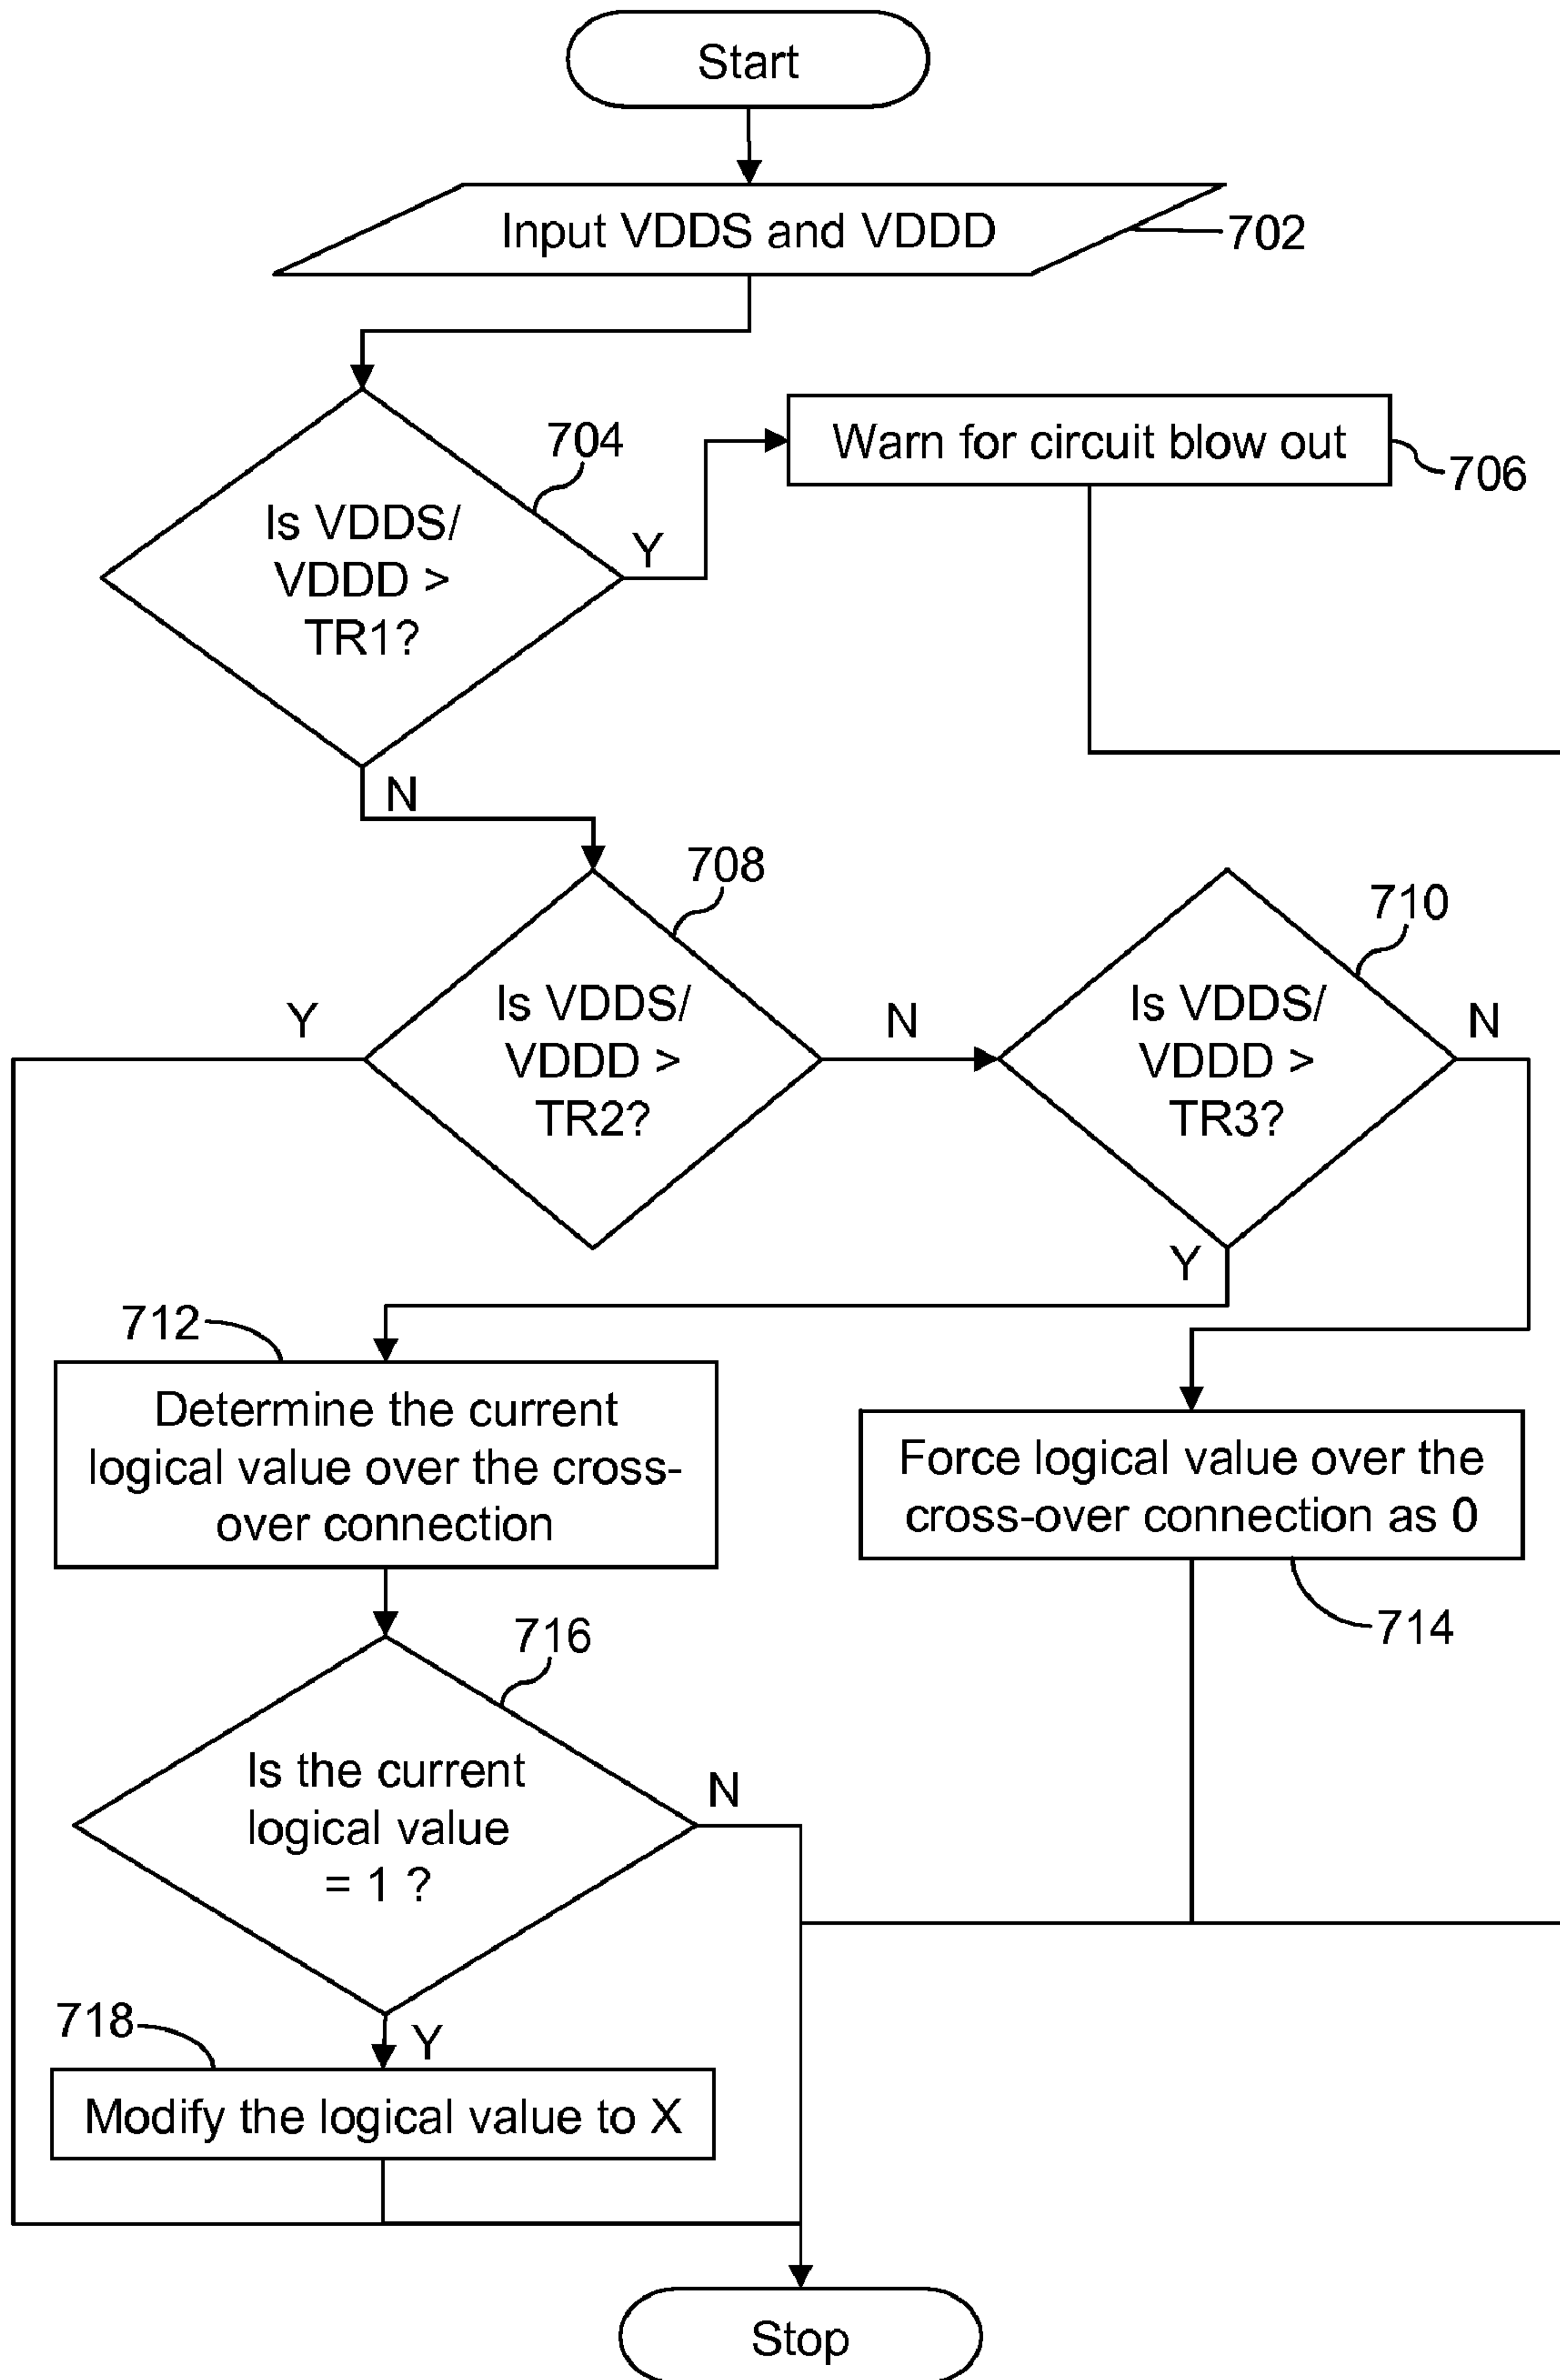 Start
Input VDDS and VDDD
702
704
Is VDDS/
VDDD >
TR1?
Y
Warn for circuit blow out
706
N
708
Is VDDS/
VDDD >
TR2?
Y
N
710
Is VDDS/
VDDD >
TR3?
N
Y
712
Determine the current
logical value over the cross-
over connection
Force logical value over the
cross-over connection as 0
714
716
Is the current
logical value
= 1 ?
N
718
Y
Modify the logical value to X
Stop